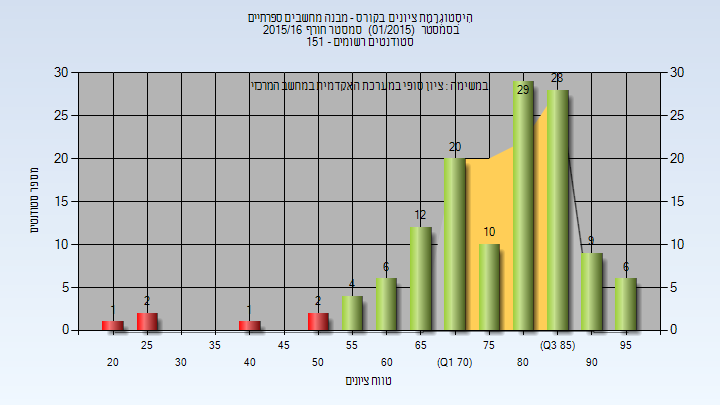 היסטוגרמת ציונים בקורס - מבנה מחשבים ספרתיים
בסמסטר (01/2015) סמסטר חורף 2015/16
סטודנטים רשומים - 151
במשימה : ציון סופי במערכת האקדמית במחשב המרכזי
מספר סטודנטים
30 25 20 15 10 5 0
30 25 20 15 10 5 0
1 2 1 2 4 6 12 20 10 29 28 9 6
25 35 45 55 65 75 (Q3 85) 95
20 30 40 50 60 (Q1 70) 80 90
טווח ציונים